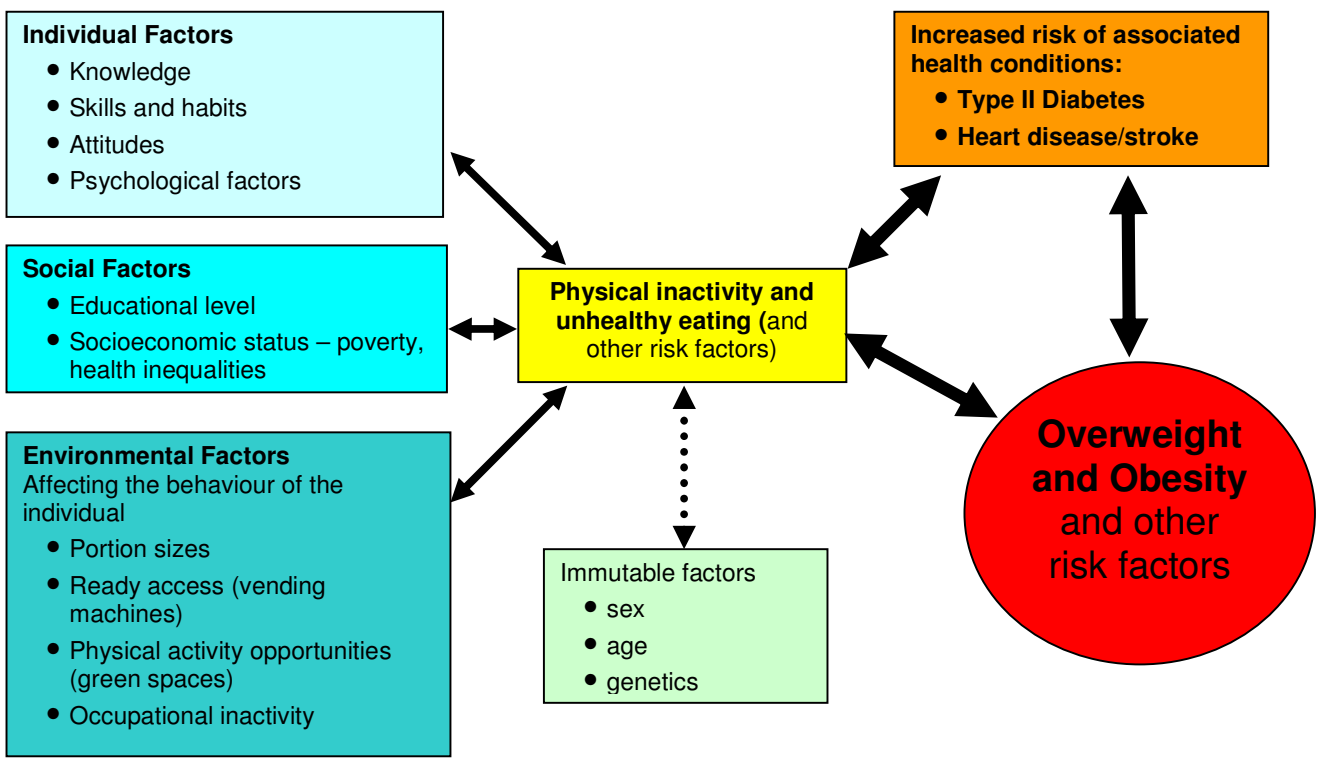 Individual Factors
• Knowledge
• Skills and habits
• Attitudes
• Psychological factors
Social Factors
• Educational level
• Socioeconomic status – poverty,
health inequalities
Environmental Factors
Affecting the behaviour of the
individual
• Portion sizes
• Ready access (vending
machines)
• Physical activity opportunities
(green spaces)
• Occupational inactivity
Physical inactivity and
unhealthy eating (and
other risk factors)
Immutable factors
• sex
• age
• genetics
Increased risk of associated
health conditions:
• Type II Diabetes
• Heart disease/stroke
Overweight
and Obesity
and other
risk factors